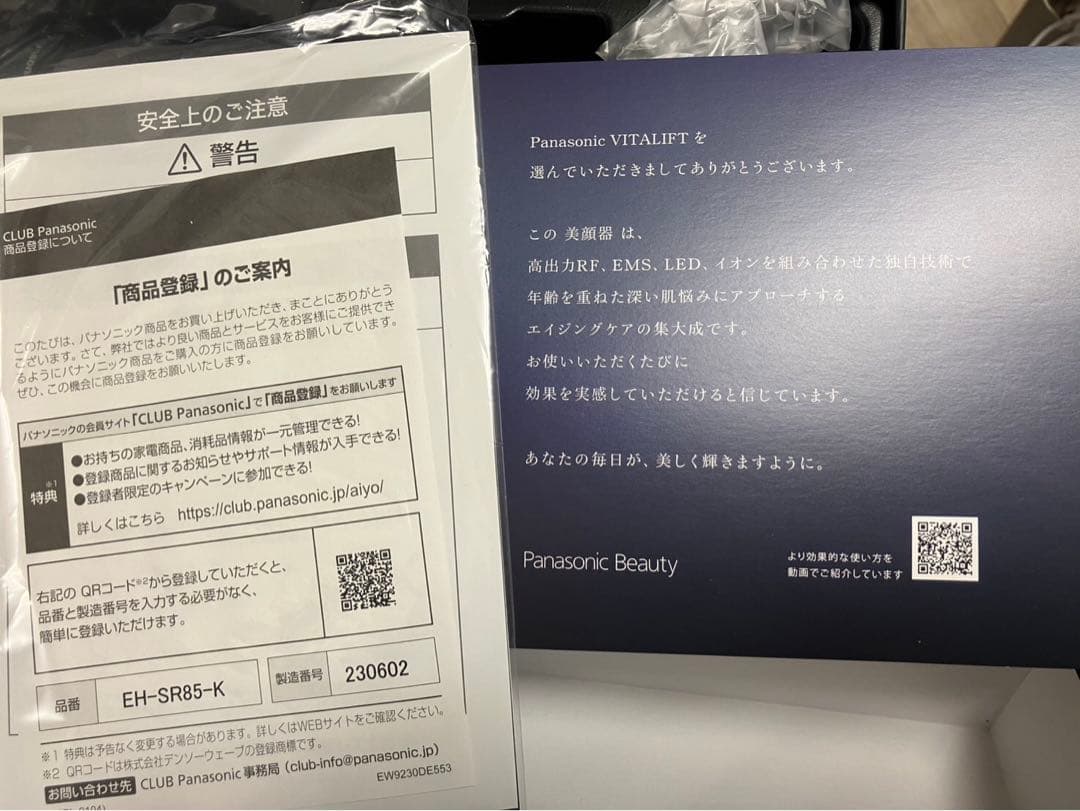 安全上のご注意
警告
CLUB Panasonic
商品登録について
「商品登録」のご案内
このたびは、パナソニック商品をお買い上げいただき、まことにありがとう
ございます。さて、弊社ではより良い商品とサービスをお客様にご提供でき
るようにパナソニック商品をご購入の方に商品登録をお願いしています。
ぜひ、この機会に商品登録をお願いいたします。
パナソニックの会員サイト「CLUB Panasonic」で「商品登録」をお願いします
特典※1
●お持ちの家電商品、消耗品情報が一元管理できる!
●登録商品に関するお知らせやサポート情報が入手できる!
●登録者限定のキャンペーンに参加できる!
詳しくはこちら https://club.panasonic.jp/aiyo/
右記の QRコード※2から登録していただくと、
品番と製造番号を入力する必要がなく、
簡単に登録いただけます。
品番 EH-SR85-K 製造番号 230602
※1 特典は予告なく変更する場合があります。詳しくはWEBサイトをご確認ください。
※2 QRコードは株式会社デンソーウェーブの登録商標です。
お問い合わせ先 CLUB Panasonic 事務局 (club-info@panasonic.jp)
EW9230DE553
Panasonic VITALIFT を
選んでいただきましてありがとうございます。
この 美顔器 は、
高出力RF、EMS、LED、イオンを組み合わせた独自技術で
年齢を重ねた深い肌悩みにアプローチする
エイジングケアの集大成です。
お使いいただくたびに
効果を実感していただけると信じています。
あなたの毎日が、美しく輝きますように。
Panasonic Beauty
より効果的な使い方を
動画でご紹介しています